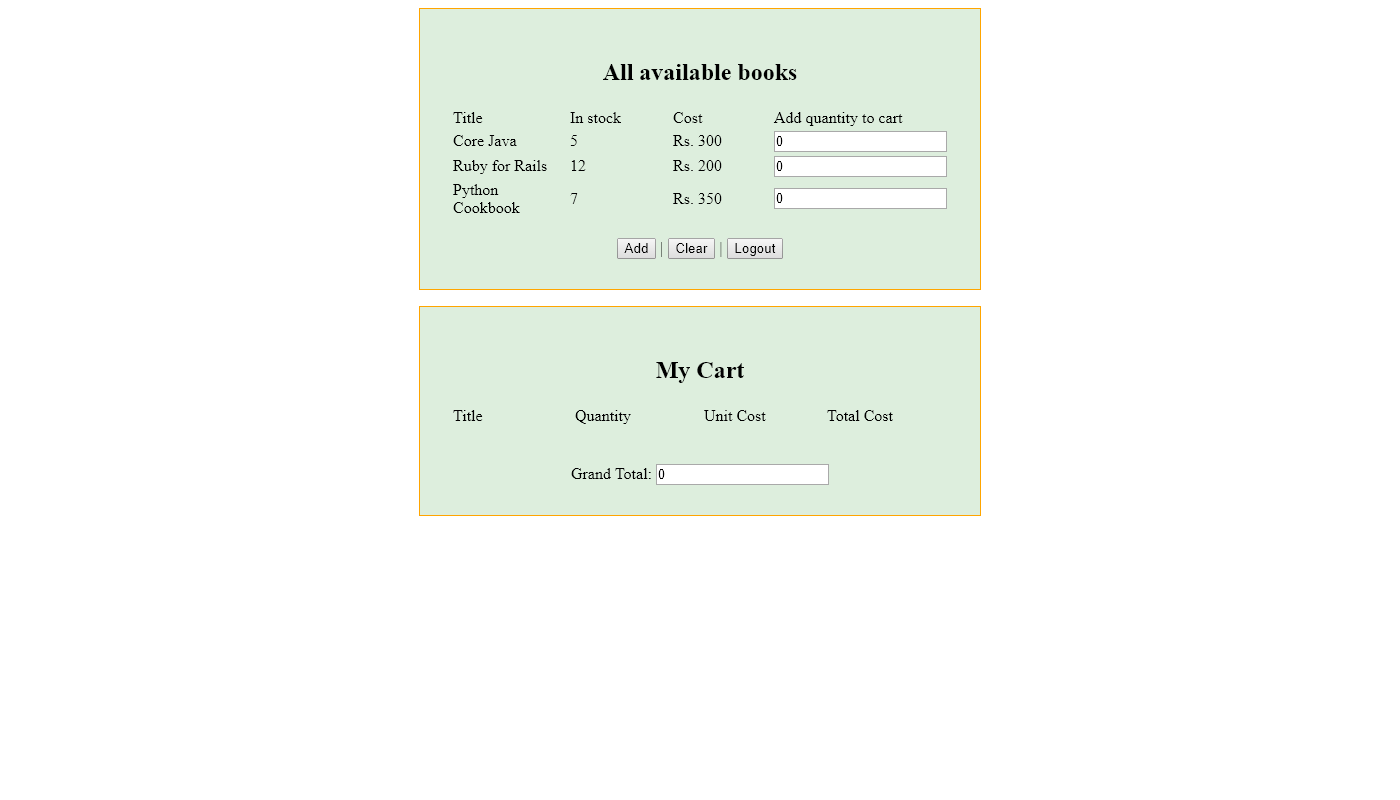 All available books
Title In stock Cost Add quantity to cart
Core Java 5 Rs. 300 0
Ruby for Rails 12 Rs. 200 0
Python Cookbook 7 Rs. 350 0
Add | Clear | Logout
My Cart
Title Quantity Unit Cost Total Cost
Grand Total: 0